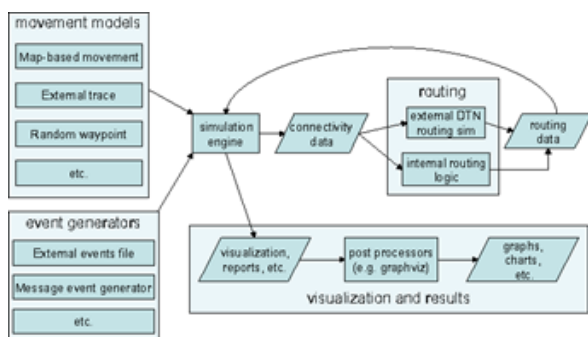 movement models
Map-based movement
External trace
Random waypoint
etc.
event generators
External events file
Message event generator
etc.
simulation
engine
connectivity
data
routing
external DTN
routing sim
internal routing
logic
routing
data
visualization,
reports, etc.
post processors
(e.g. graphviz)
graphs,
charts,
etc.
visualization and results